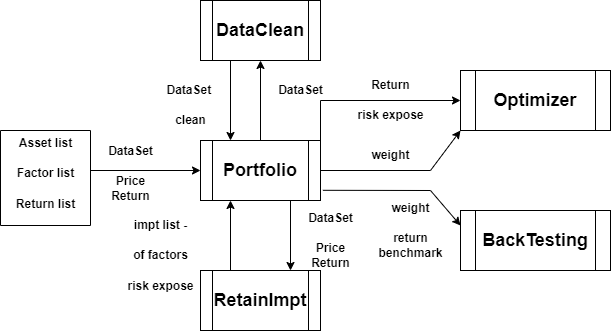 DataClean
DataSet
clean
DataSet
Return
risk expose
weight
Optimizer
Asset list
Factor list
Return list
DataSet
Price
Return
Portfolio
impt list -
of factors
risk expose
DataSet
Price
Return
weight
return
benchmark
BackTesting
RetainImpt